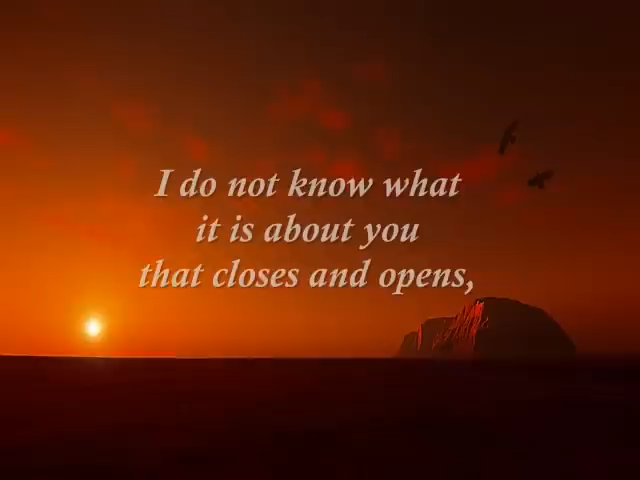 I do not know what
it is about you
that closes and opens,